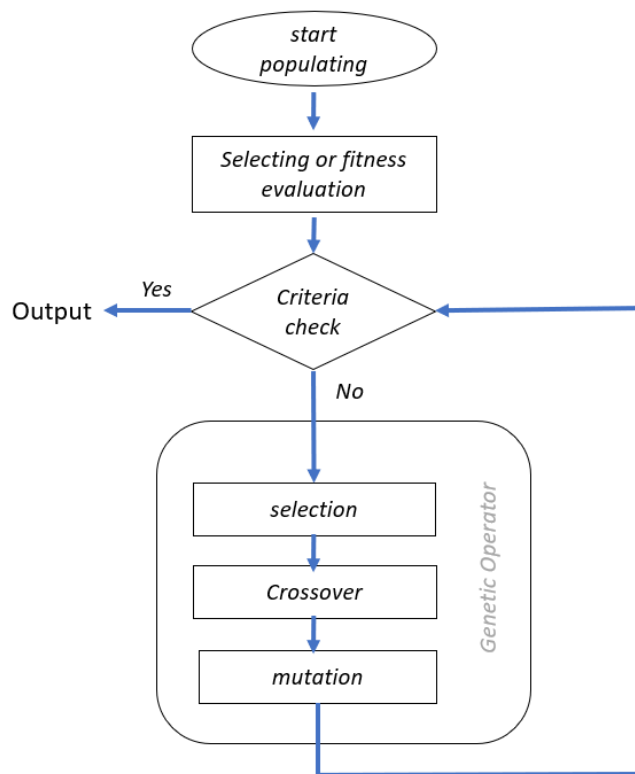 start
populating
Selecting or fitness
evaluation
Yes
Output
Criteria
check
No
selection
Genetic Operator
Crossover
mutation